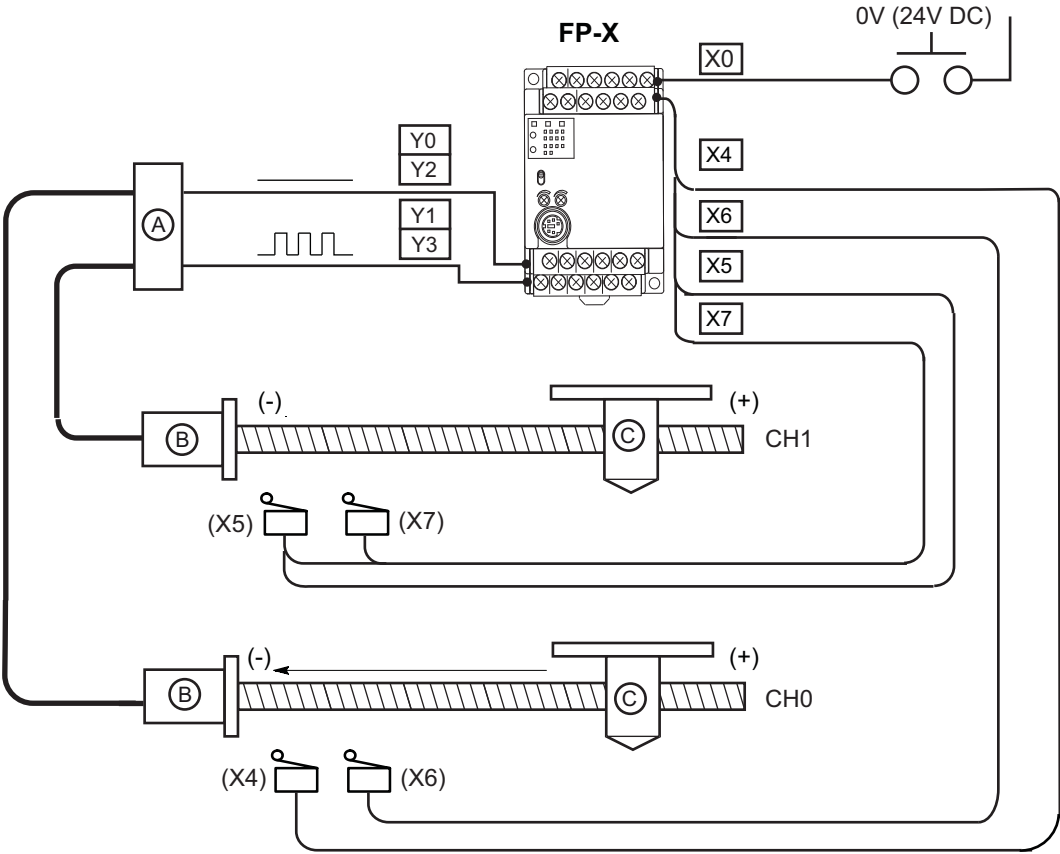 0V (24V DC)
FP-X
X0
Y0
Y2
X4
Y1
Y3
X6
X5
X7
A
(-)
(+)
B
C
CH1
(X5)
(X7)
(-)
(+)
B
C
CH0
(X4)
(X6)